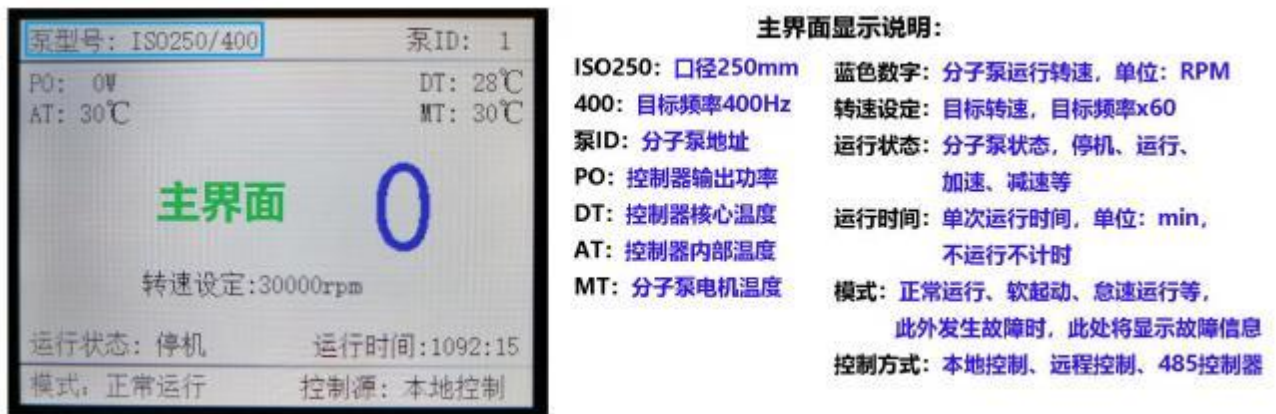 泵型号: ISO250/400 泵ID: 1
PO: 0W DT: 28℃
AT: 30℃ MT: 30℃
主界面 0
转速设定:30000rpm
运行状态: 停机 运行时间:1092:15
模式: 正常运行 控制源: 本地控制
主界面显示说明：
ISO250：口径250mm
400：目标频率400Hz
泵ID：分子泵地址
PO：控制器输出功率
DT：控制器核心温度
AT：控制器内部温度
MT：分子泵电机温度
蓝色数字：分子泵运行转速，单位：RPM
转速设定：目标转速，目标频率x60
运行状态：分子泵状态，停机、运行、
加速、减速等
运行时间：单次运行时间，单位：min，
不运行不计时
模式：正常运行、软起动、怠速运行等，
此外发生故障时，此处将显示故障信息
控制方式：本地控制、远程控制、485控制器